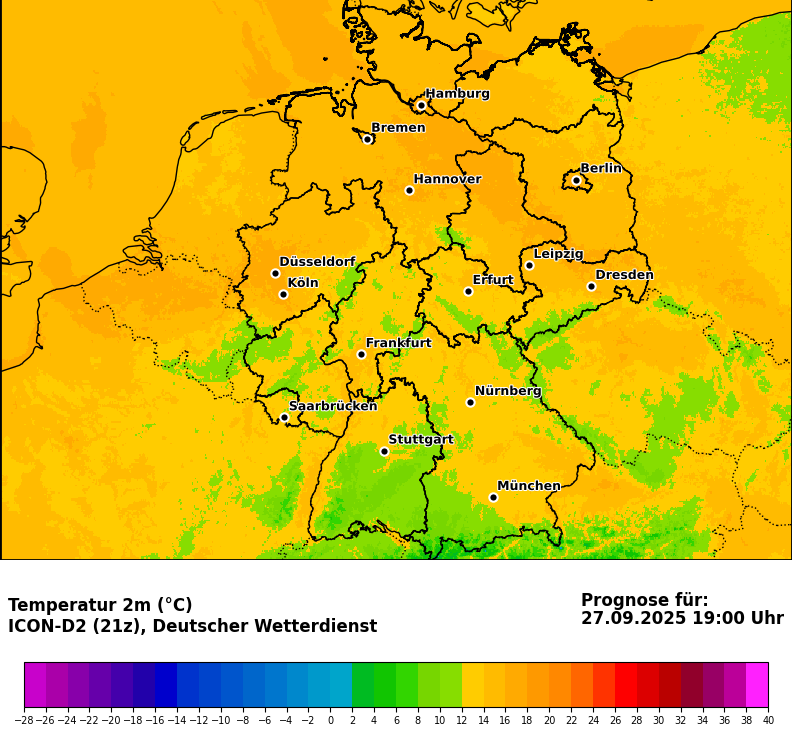 Hamburg
Bremen
Berlin
Hannover
Leipzig
Düsseldorf
Dresden
Köln
Erfurt
Frankfurt
Nürnberg
Saarbrücken
Stuttgart
München
Temperatur 2m (°C)
ICON-D2 (21z), Deutscher Wetterdienst
Prognose für:
27.09.2025 19:00 Uhr
−28 −26 −24 −22 −20 −18 −16 −14 −12 −10 −8 −6 −4 −2 0 2 4 6 8 10 12 14 16 18 20 22 24 26 28 30 32 34 36 38 40